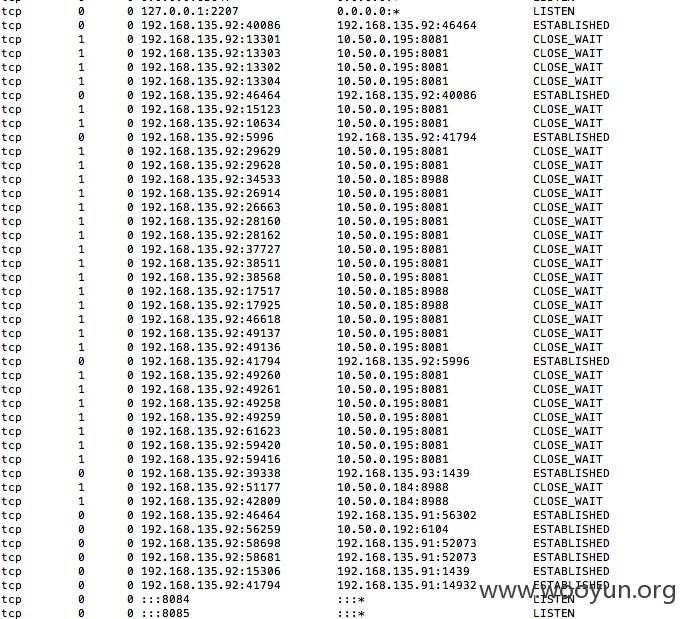 tcp 0 0 127.0.0.1:2207 0.0.0.0:* LISTEN
tcp 0 0 192.168.135.92:40086 192.168.135.92:46464 ESTABLISHED
tcp 1 0 192.168.135.92:13301 10.50.0.195:8081 CLOSE_WAIT
tcp 1 0 192.168.135.92:13303 10.50.0.195:8081 CLOSE_WAIT
tcp 1 0 192.168.135.92:13302 10.50.0.195:8081 CLOSE_WAIT
tcp 1 0 192.168.135.92:13304 10.50.0.195:8081 CLOSE_WAIT
tcp 0 0 192.168.135.92:46464 192.168.135.92:40086 ESTABLISHED
tcp 1 0 192.168.135.92:15123 10.50.0.195:8081 CLOSE_WAIT
tcp 1 0 192.168.135.92:10634 10.50.0.195:8081 CLOSE_WAIT
tcp 0 0 192.168.135.92:5996 192.168.135.92:41794 ESTABLISHED
tcp 1 0 192.168.135.92:29629 10.50.0.195:8081 CLOSE_WAIT
tcp 1 0 192.168.135.92:29628 10.50.0.195:8081 CLOSE_WAIT
tcp 1 0 192.168.135.92:34533 10.50.0.185:8988 CLOSE_WAIT
tcp 1 0 192.168.135.92:26914 10.50.0.195:8081 CLOSE_WAIT
tcp 1 0 192.168.135.92:26663 10.50.0.195:8081 CLOSE_WAIT
tcp 1 0 192.168.135.92:28160 10.50.0.195:8081 CLOSE_WAIT
tcp 1 0 192.168.135.92:28162 10.50.0.195:8081 CLOSE_WAIT
tcp 1 0 192.168.135.92:37727 10.50.0.195:8081 CLOSE_WAIT
tcp 1 0 192.168.135.92:38511 10.50.0.195:8081 CLOSE_WAIT
tcp 1 0 192.168.135.92:38568 10.50.0.195:8081 CLOSE_WAIT
tcp 1 0 192.168.135.92:17517 10.50.0.185:8988 CLOSE_WAIT
tcp 1 0 192.168.135.92:17925 10.50.0.185:8988 CLOSE_WAIT
tcp 1 0 192.168.135.92:46618 10.50.0.195:8081 CLOSE_WAIT
tcp 1 0 192.168.135.92:49137 10.50.0.195:8081 CLOSE_WAIT
tcp 1 0 192.168.135.92:49136 10.50.0.195:8081 CLOSE_WAIT
tcp 0 0 192.168.135.92:41794 192.168.135.92:5996 ESTABLISHED
tcp 1 0 192.168.135.92:49260 10.50.0.195:8081 CLOSE_WAIT
tcp 1 0 192.168.135.92:49261 10.50.0.195:8081 CLOSE_WAIT
tcp 1 0 192.168.135.92:49258 10.50.0.195:8081 CLOSE_WAIT
tcp 1 0 192.168.135.92:49259 10.50.0.195:8081 CLOSE_WAIT
tcp 1 0 192.168.135.92:61623 10.50.0.195:8081 CLOSE_WAIT
tcp 1 0 192.168.135.92:59420 10.50.0.195:8081 CLOSE_WAIT
tcp 1 0 192.168.135.92:59416 10.50.0.195:8081 CLOSE_WAIT
tcp 0 0 192.168.135.92:39338 192.168.135.93:1439 ESTABLISHED
tcp 1 0 192.168.135.92:51177 10.50.0.184:8988 CLOSE_WAIT
tcp 1 0 192.168.135.92:42809 10.50.0.184:8988 CLOSE_WAIT
tcp 0 0 192.168.135.92:46464 192.168.135.91:56302 ESTABLISHED
tcp 0 0 192.168.135.92:56259 10.50.0.192:6104 ESTABLISHED
tcp 0 0 192.168.135.92:58698 192.168.135.91:52073 ESTABLISHED
tcp 0 0 192.168.135.92:58681 192.168.135.91:52073 ESTABLISHED
tcp 0 0 192.168.135.92:15306 192.168.135.91:1439 ESTABLISHED
tcp 0 0 192.168.135.92:41794 192.168.135.91:14932 ESTABLISHED
www.wooyun.org
tcp 0 0 :::8084 :::* LISTEN
tcp 0 0 :::8085 :::* LISTEN